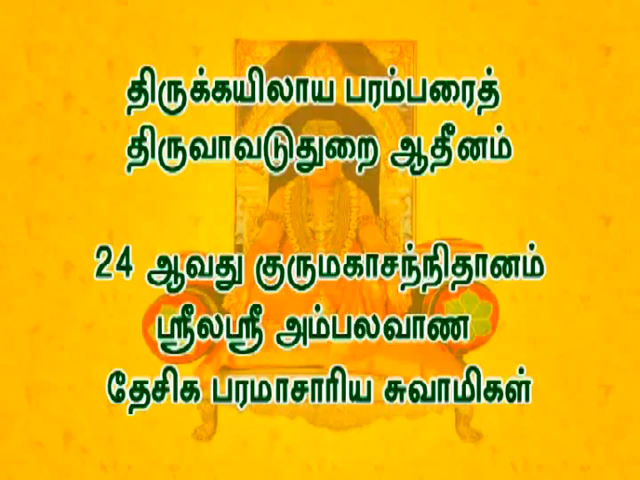 திருக்கயிலாய பரம்பரைத்
திருவாவடுதுறை ஆதீனம்
24 ஆவது குருமகாசந்நிதானம்
ஸ்ரீலஸ்ரீ அம்பலவாண
தேசிக பரமாசாரிய சுவாமிகள்